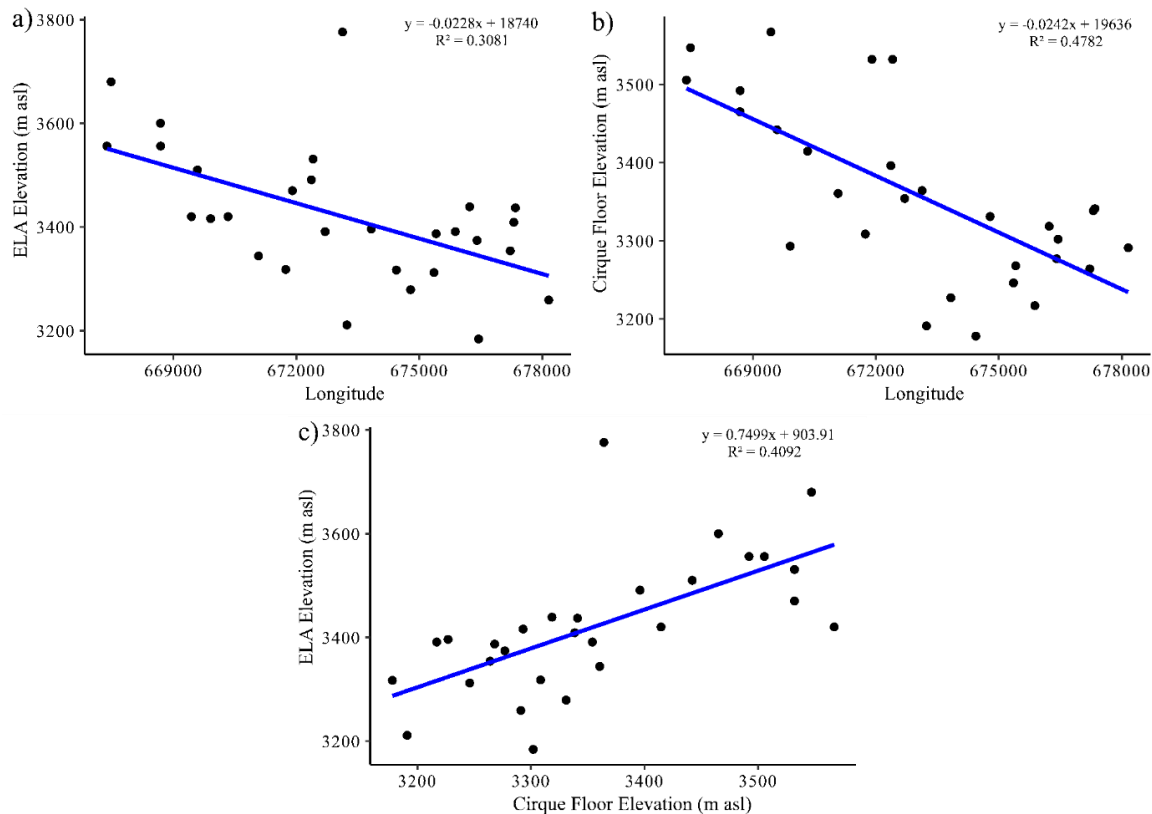 a)
y = -0.0228x + 18740
R² = 0.3081
ELA Elevation (m asl)
3800
3600
3400
3200
669000 672000 675000 678000
Longitude
b)
y = -0.0242x + 19636
R² = 0.4782
Cirque Floor Elevation (m asl)
3500
3400
3300
3200
669000 672000 675000 678000
Longitude
c)
y = 0.7499x + 903.91
R² = 0.4092
ELA Elevation (m asl)
3800
3600
3400
3200
3200 3300 3400 3500
Cirque Floor Elevation (m asl)